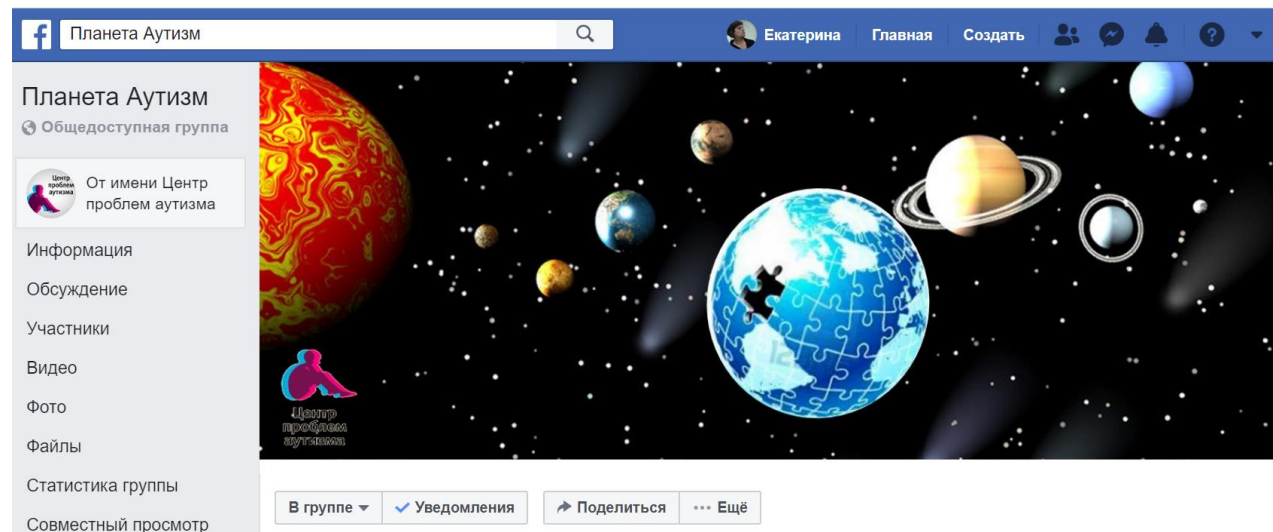 Планета Аутизм
Екатерина Главная Создать
Планета Аутизм
Общедоступная группа
Центр проблем аутизма
От имени Центр
проблем аутизма
Информация
Обсуждение
Участники
Видео
Фото
Файлы
Статистика группы
Совместный просмотр
Центр
проблем
аутизма
В группе Уведомления Поделиться Ещё